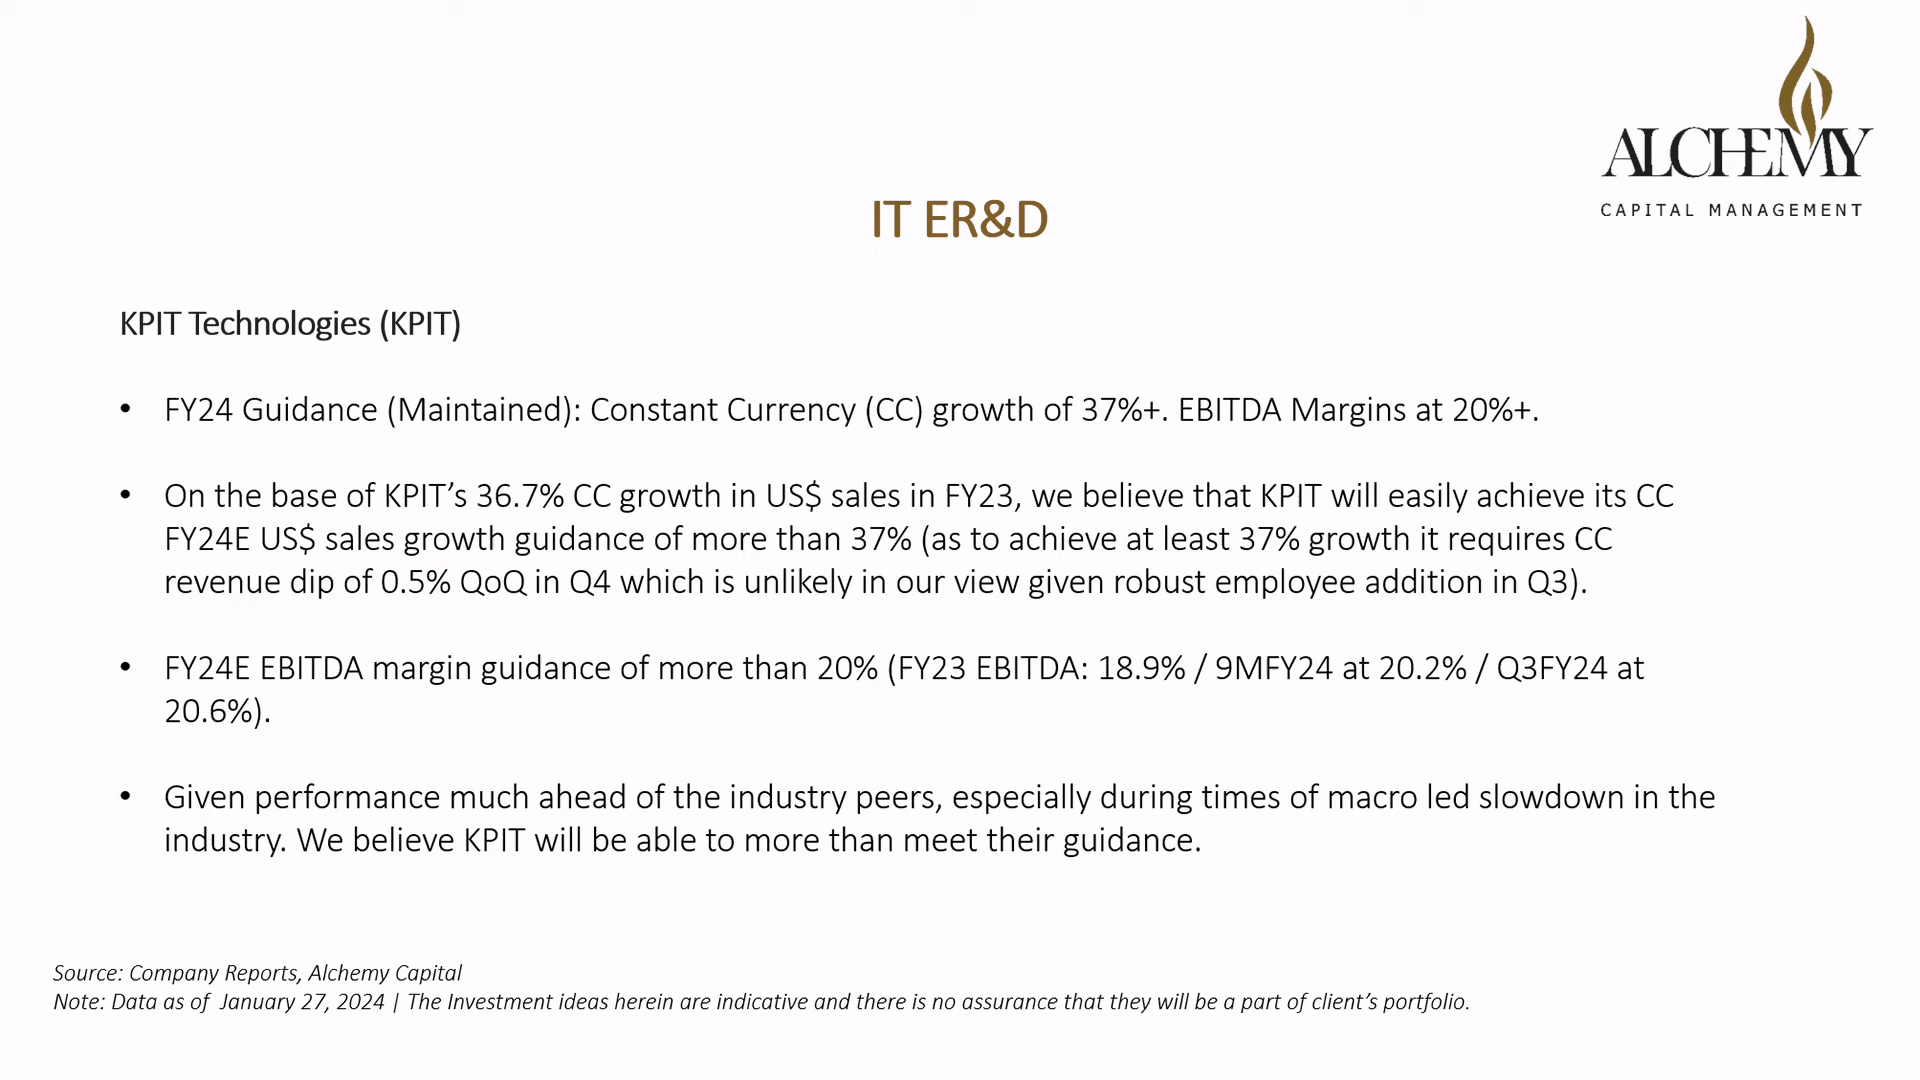 ALCHEMY
CAPITAL MANAGEMENT
IT ER&D
KPIT Technologies (KPIT)
• FY24 Guidance (Maintained): Constant Currency (CC) growth of 37%+. EBITDA Margins at 20%+.
• On the base of KPIT’s 36.7% CC growth in US$ sales in FY23, we believe that KPIT will easily achieve its CC
FY24E US$ sales growth guidance of more than 37% (as to achieve at least 37% growth it requires CC
revenue dip of 0.5% QoQ in Q4 which is unlikely in our view given robust employee addition in Q3).
• FY24E EBITDA margin guidance of more than 20% (FY23 EBITDA: 18.9% / 9MFY24 at 20.2% / Q3FY24 at
20.6%).
• Given performance much ahead of the industry peers, especially during times of macro led slowdown in the
industry. We believe KPIT will be able to more than meet their guidance.
Source: Company Reports, Alchemy Capital
Note: Data as of January 27, 2024 | The Investment ideas herein are indicative and there is no assurance that they will be a part of client’s portfolio.